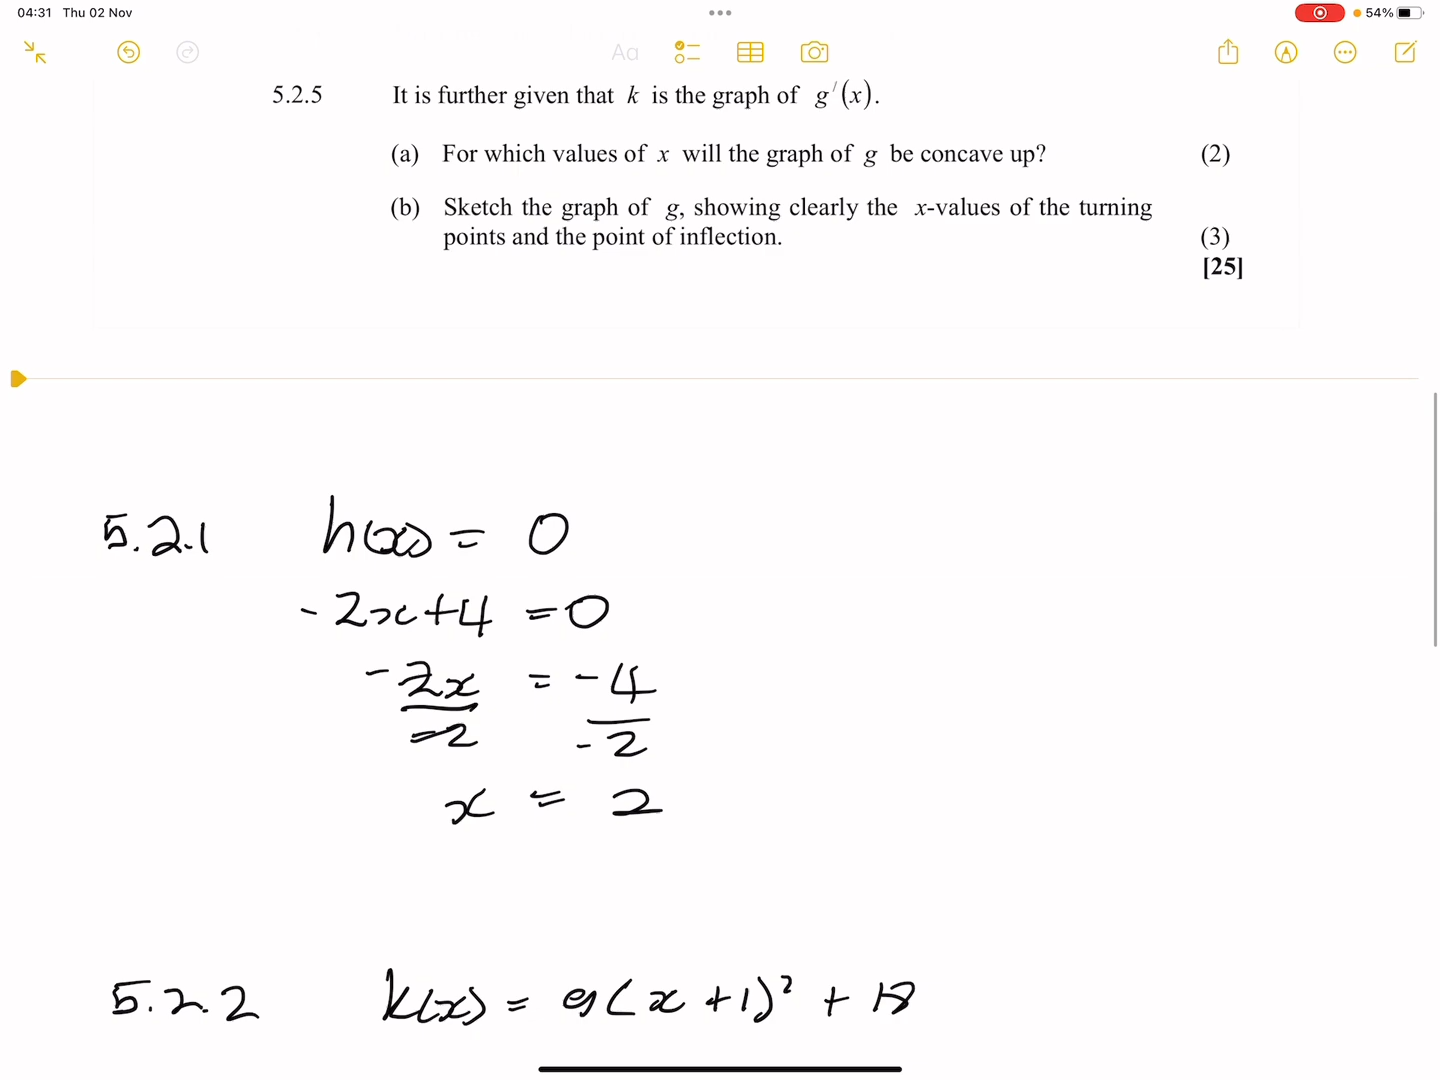 04:31 Thu 02 Nov
54%
Aa
5.2.5 It is further given that k is the graph of g′(x).
(a) For which values of x will the graph of g be concave up? (2)
(b) Sketch the graph of g, showing clearly the x-values of the turning
points and the point of inflection. (3)
[25]
5.2.1 h(x) = 0
-2x+4 = 0
-2x = -4
-2 -2
x = 2
5.2.2 k(x) = a(x+1)² + 18